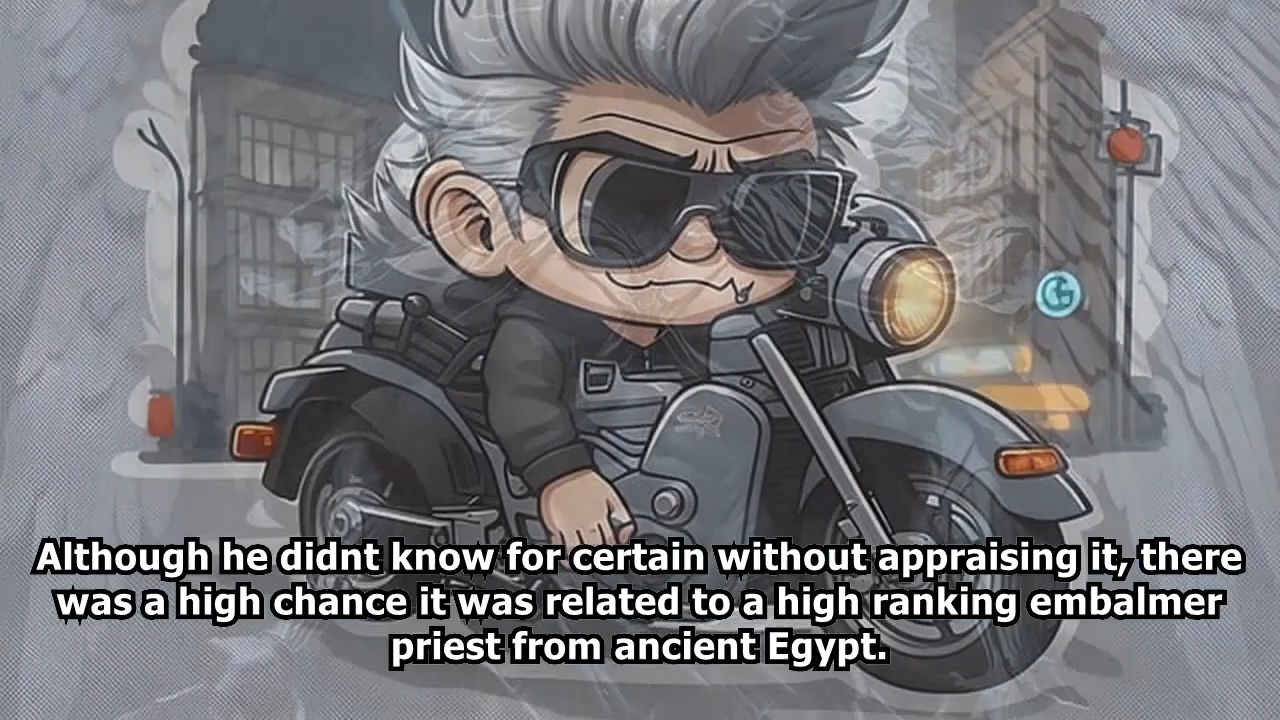 Although he didnt know for certain without appraising it, there
was a high chance it was related to a high ranking embalmer
priest from ancient Egypt.